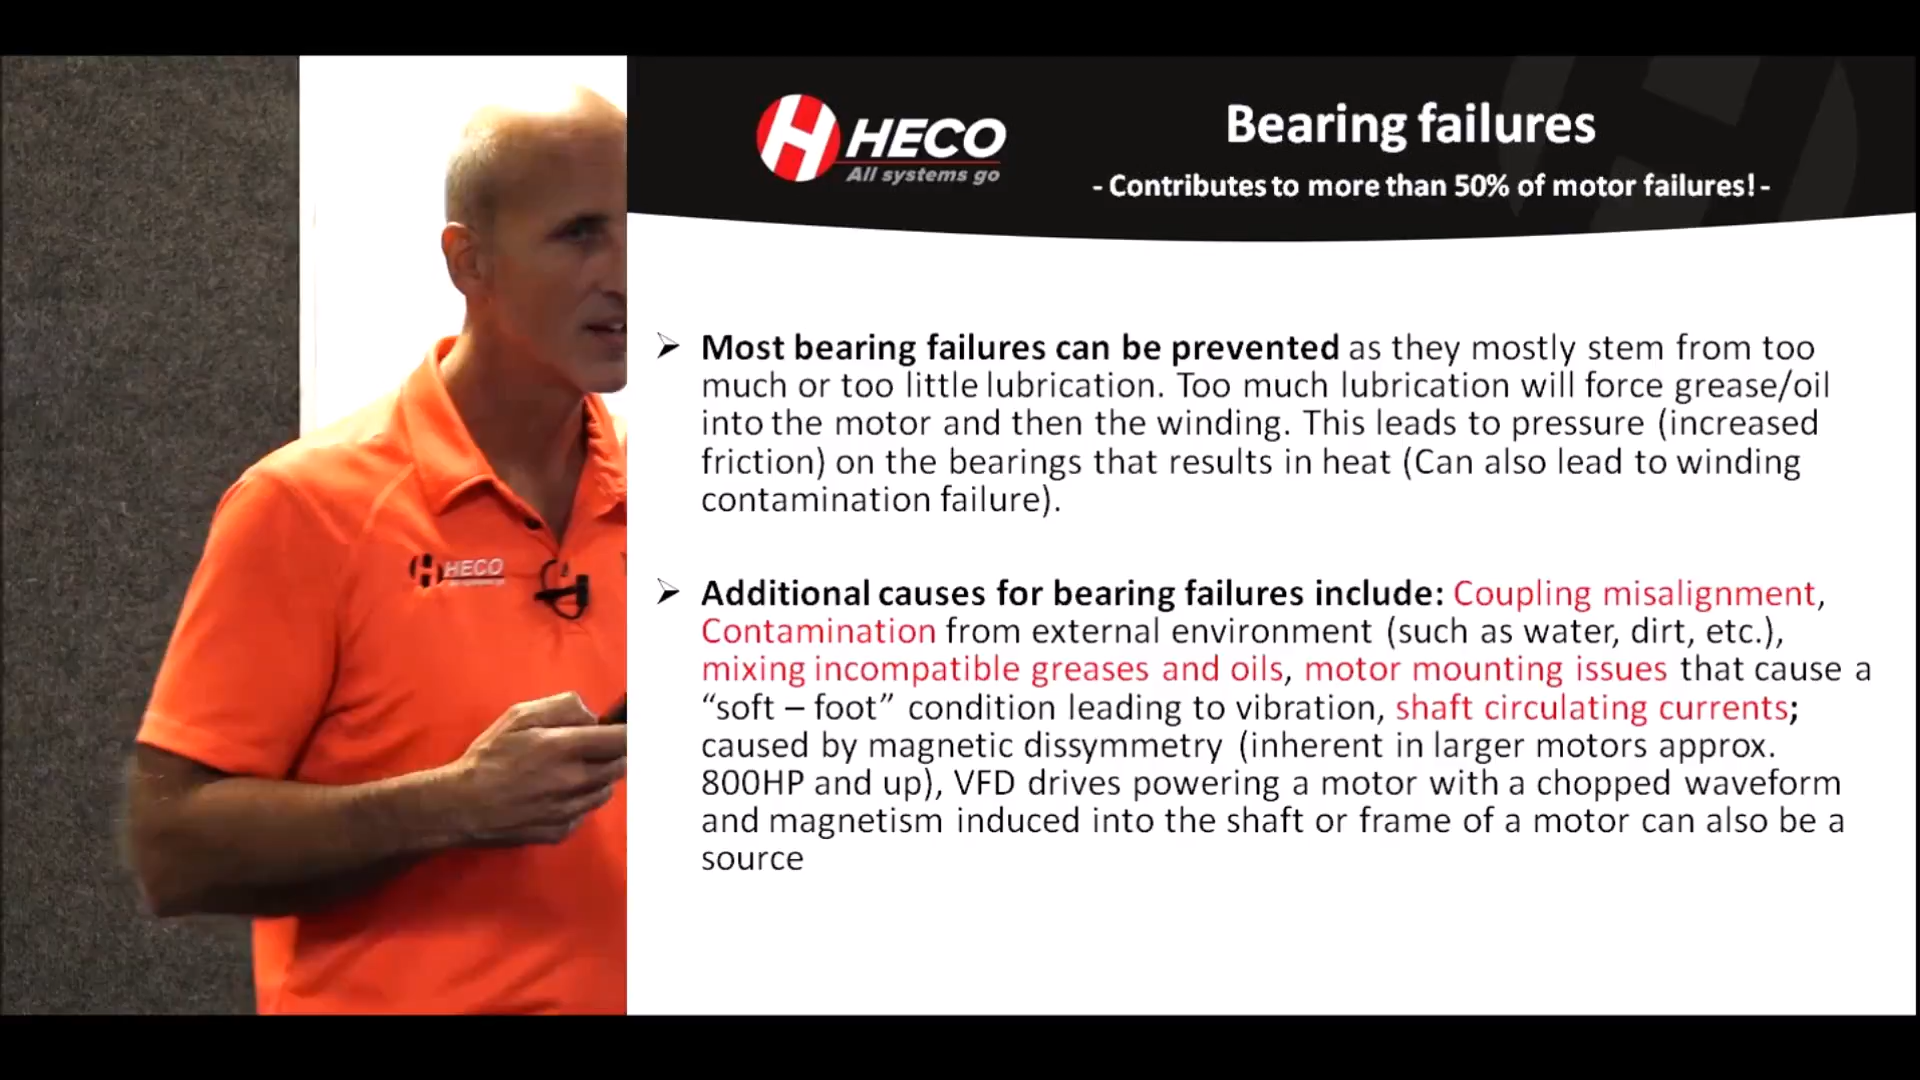 HECO
All systems go
Bearing failures
- Contributes to more than 50% of motor failures! -
➢ Most bearing failures can be prevented as they mostly stem from too
much or too little lubrication. Too much lubrication will force grease/oil
into the motor and then the winding. This leads to pressure (increased
friction) on the bearings that results in heat (Can also lead to winding
contamination failure).
➢ Additional causes for bearing failures include: Coupling misalignment,
Contamination from external environment (such as water, dirt, etc.),
mixing incompatible greases and oils, motor mounting issues that cause a
“soft – foot” condition leading to vibration, shaft circulating currents;
caused by magnetic dissymmetry (inherent in larger motors approx.
800HP and up), VFD drives powering a motor with a chopped waveform
and magnetism induced into the shaft or frame of a motor can also be a
source
HECO
All systems go